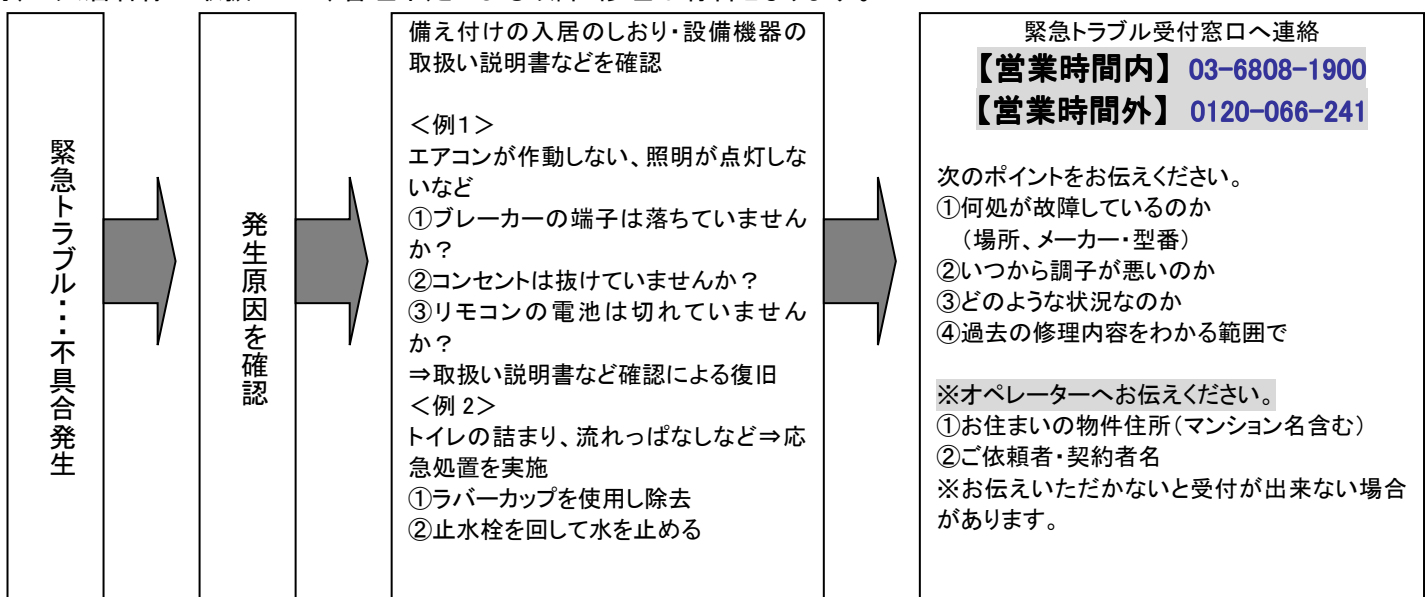 緊急トラブル・・・不具合発生
発生原因を確認
備え付けの入居のしおり・設備機器の
取扱い説明書などを確認
＜例１＞
エアコンが作動しない、照明が点灯しな
いなど
①ブレーカーの端子は落ちていません
か？
②コンセントは抜けていませんか？
③リモコンの電池は切れていません
か？
⇒取扱い説明書など確認による復旧
＜例 2＞
トイレの詰まり、流れっぱなしなど⇒応
急処置を実施
①ラバーカップを使用し除去
②止水栓を回して水を止める
緊急トラブル受付窓口へ連絡
【営業時間内】 03-6808-1900
【営業時間外】 0120-066-241
次のポイントをお伝えください。
①何処が故障しているのか
（場所、メーカー・型番）
②いつから調子が悪いのか
③どのような状況なのか
④過去の修理内容をわかる範囲で
※オペレーターへお伝えください。
①お住まいの物件住所（マンション名含む）
②ご依頼者・契約者名
※お伝えいただかないと受付が出来ない場合
があります。